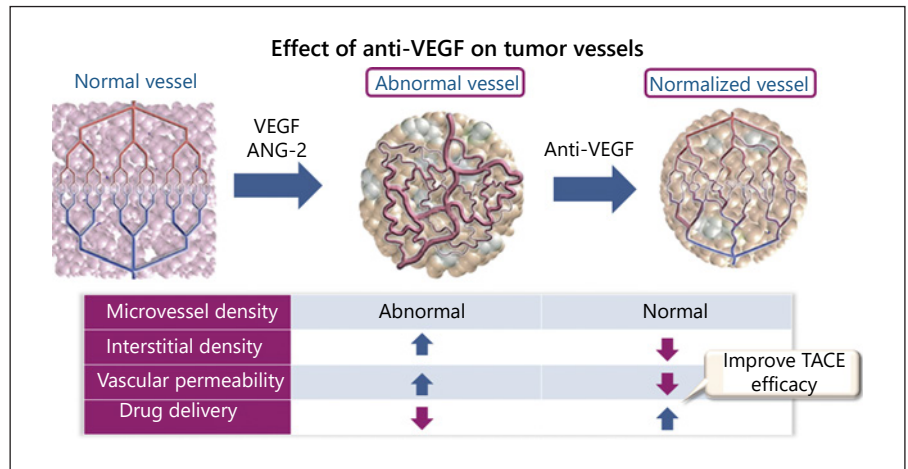 Effect of anti-VEGF on tumor vessels
Normal vessel
Abnormal vessel
Normalized vessel
VEGF
ANG-2
Anti-VEGF
Microvessel density Abnormal Normal
Interstitial density
Vascular permeability
Drug delivery
Improve TACE
efficacy